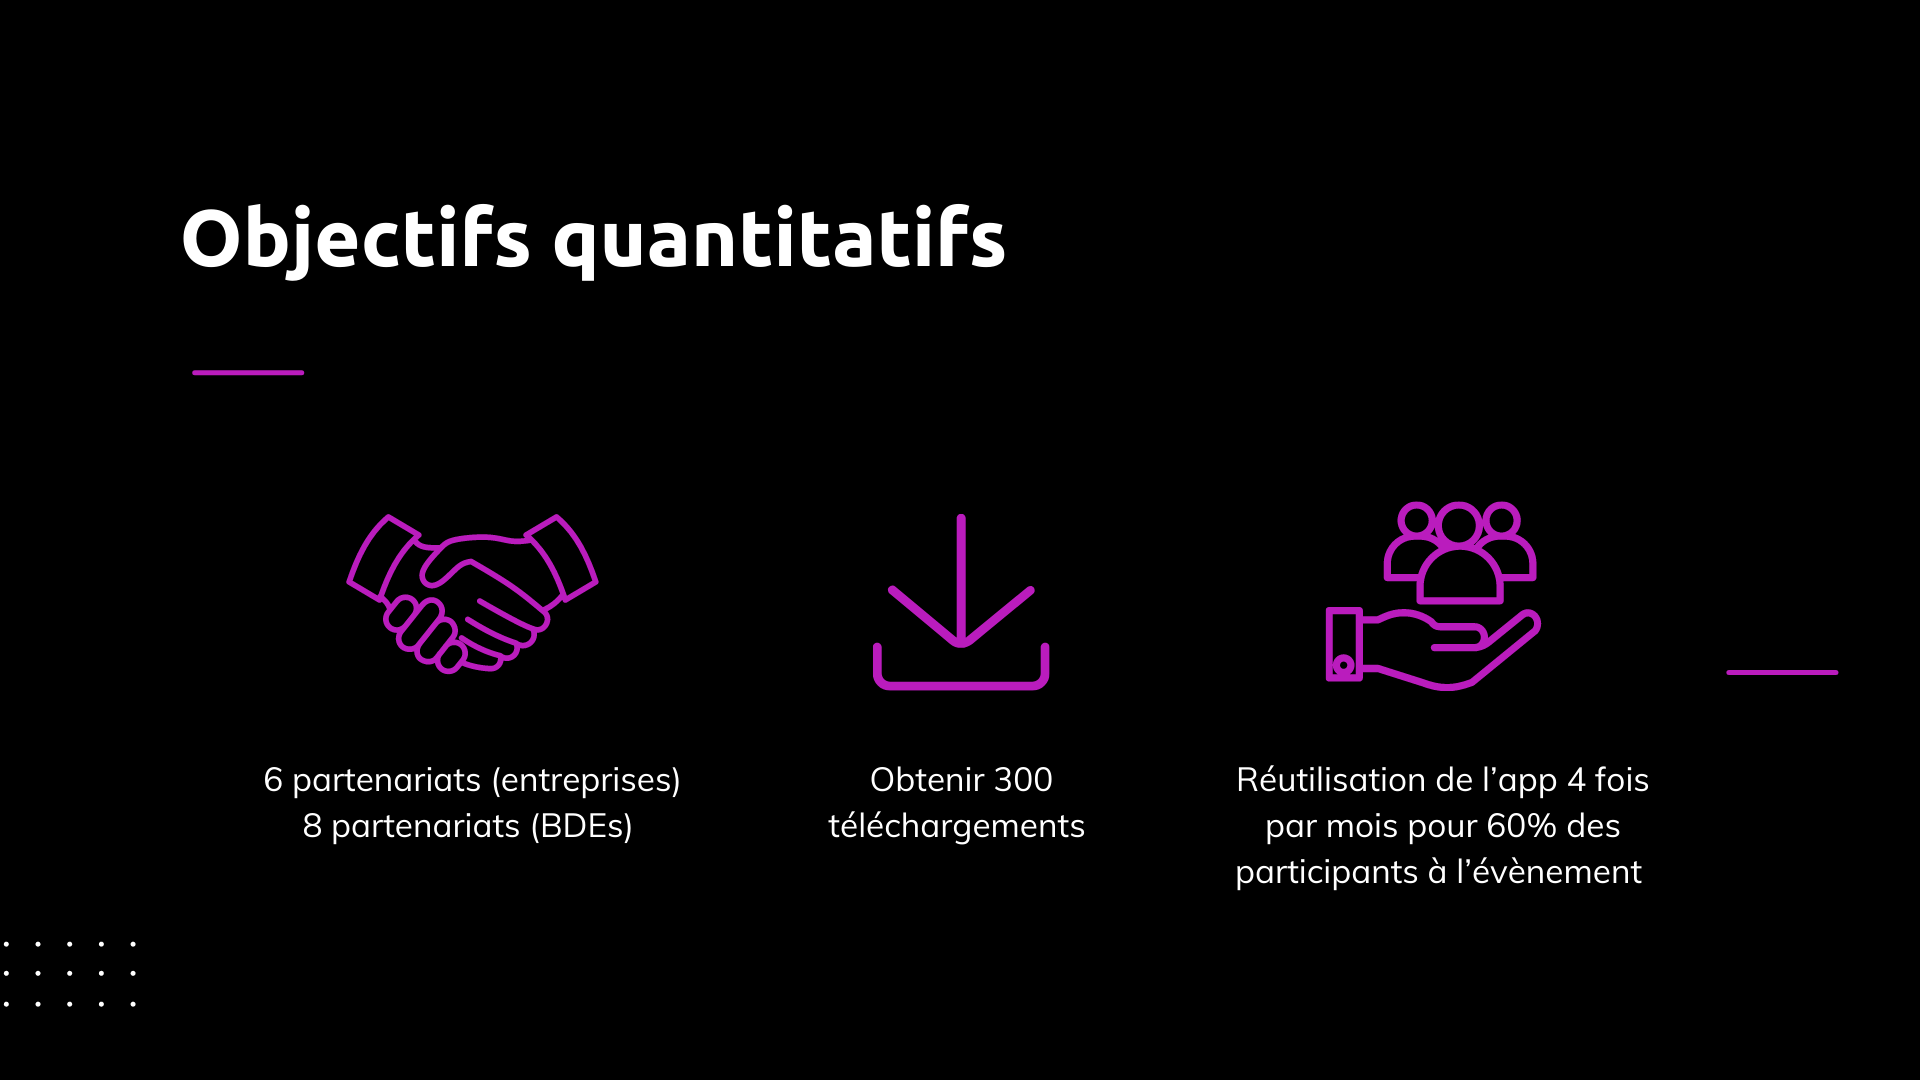 Objectifs quantitatifs
6 partenariats (entreprises)
8 partenariats (BDEs)
Obtenir 300
téléchargements
Réutilisation de l’app 4 fois
par mois pour 60% des
participants à l’évènement